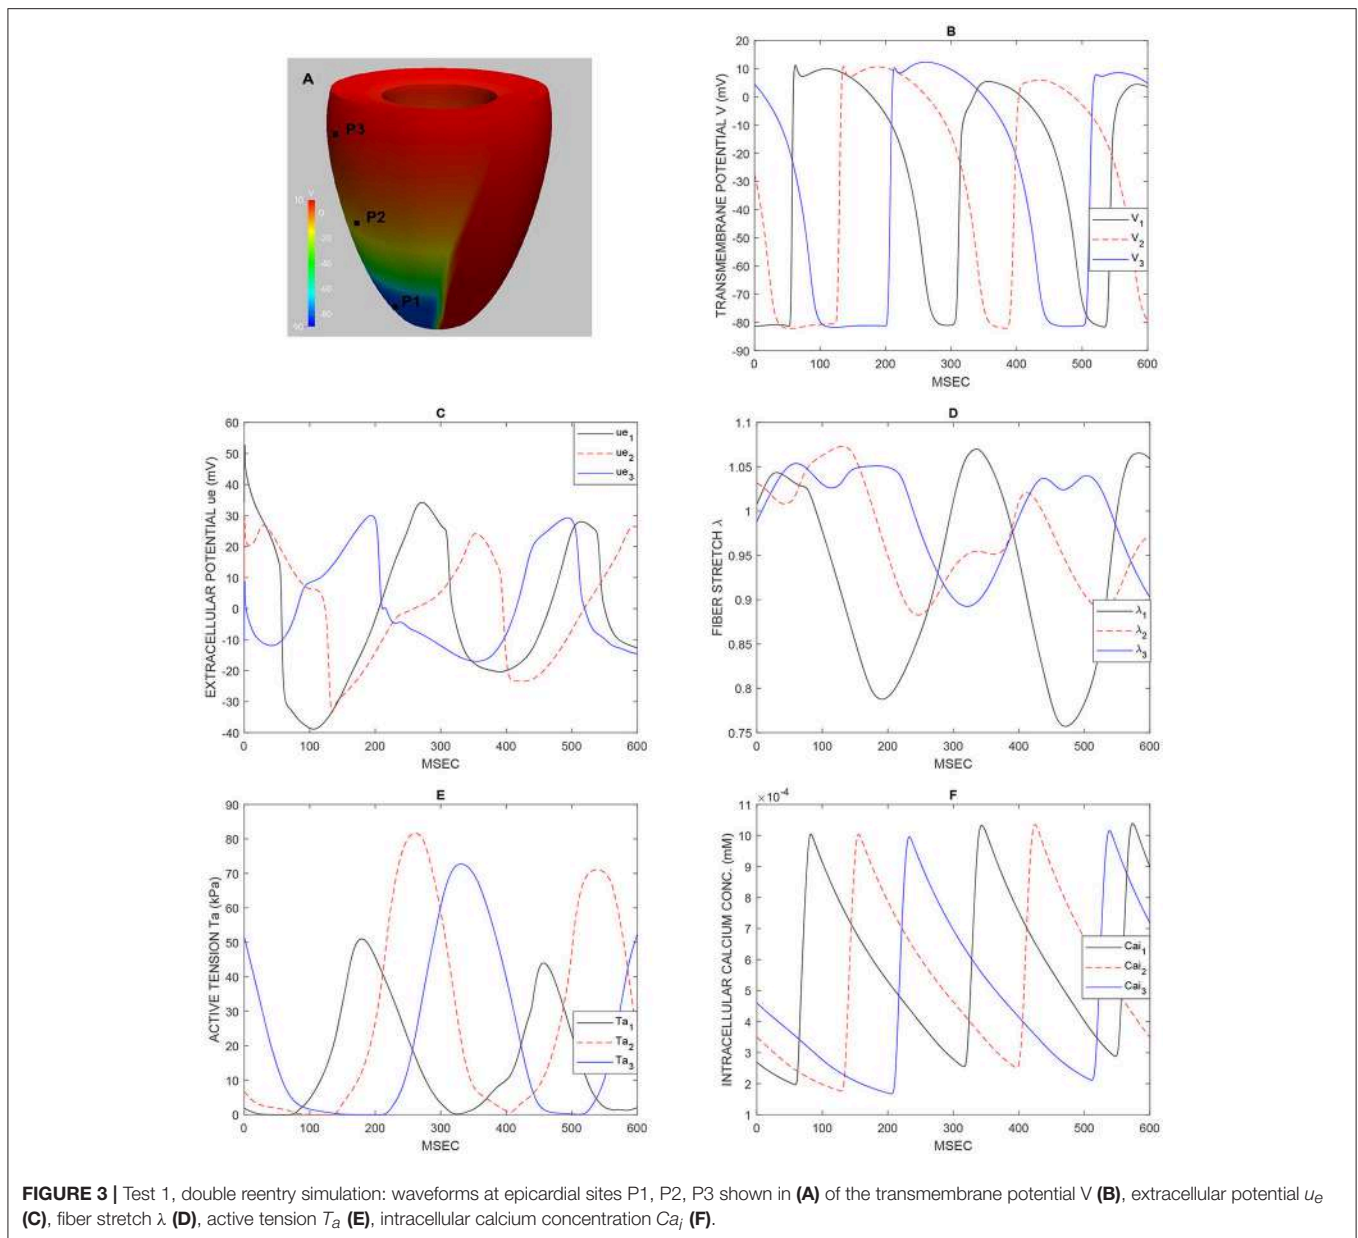 A
P3
P2
P1
V
10
0
-20
-40
-60
-80
90
B
TRANSMEMBRANE POTENTIAL V (mV)
20
10
0
-10
-20
-30
-40
-50
-60
-70
-80
-90
V1
V2
V3
0 100 200 300 400 500 600
MSEC
C
EXTRACELLULAR POTENTIAL ue (mV)
60
50
40
30
20
10
0
-10
-20
-30
-40
ue1
ue2
ue3
0 100 200 300 400 500 600
MSEC
D
FIBER STRETCH λ
1.1
1.05
1
0.95
0.9
0.85
0.8
0.75
λ1
λ2
λ3
0 100 200 300 400 500 600
MSEC
E
ACTIVE TENSION Ta (kPa)
90
80
70
60
50
40
30
20
10
0
Ta1
Ta2
Ta3
0 100 200 300 400 500 600
MSEC
F
×10-4
INTRACELLULAR CALCIUM CONC. (mM)
11
10
9
8
7
6
5
4
3
2
1
Cai1
Cai2
Cai3
0 100 200 300 400 500 600
MSEC
FIGURE 3 | Test 1, double reentry simulation: waveforms at epicardial sites P1, P2, P3 shown in (A) of the transmembrane potential V (B), extracellular potential ue
(C), fiber stretch λ (D), active tension Ta (E), intracellular calcium concentration Cai (F).